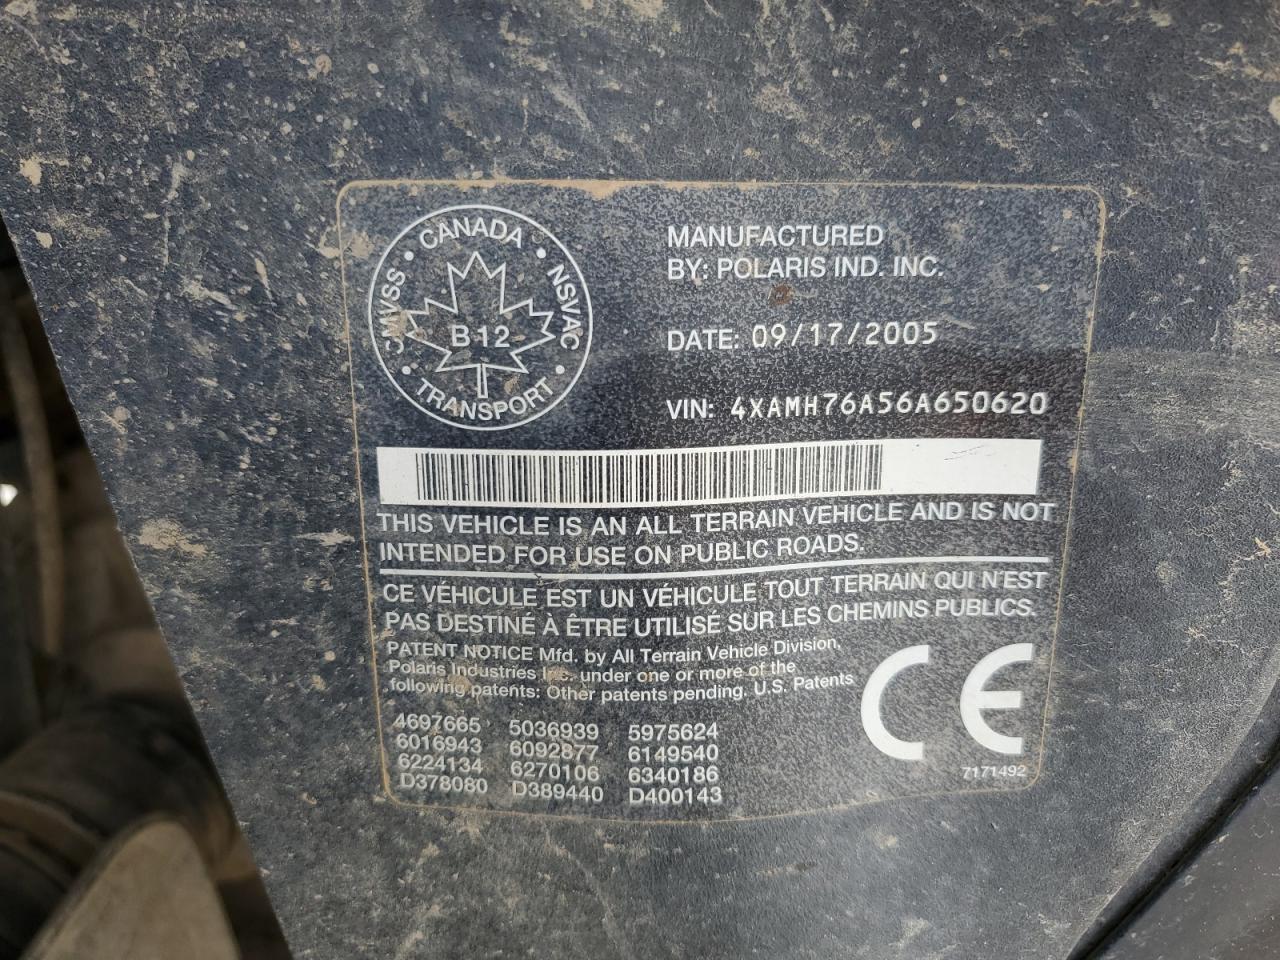 CANADA
CMVSS
NSVAC
B 12
TRANSPORT
MANUFACTURED
BY: POLARIS IND. INC.
DATE: 09/17/2005
VIN: 4XAMH76A56A650620
THIS VEHICLE IS AN ALL TERRAIN VEHICLE AND IS NOT
INTENDED FOR USE ON PUBLIC ROADS.
CE VÉHICULE EST UN VÉHICULE TOUT TERRAIN QUI N'EST
PAS DESTINÉ À ÊTRE UTILISÉ SUR LES CHEMINS PUBLICS.
PATENT NOTICE Mfd. by All Terrain Vehicle Division,
Polaris Industries Inc. under one or more of the
following patents: Other patents pending. U.S. Patents
4697665 5036939 5975624
6016943 6092877 6149540
6224134 6270106 6340186
D378080 D389440 D400143
CE
7171492